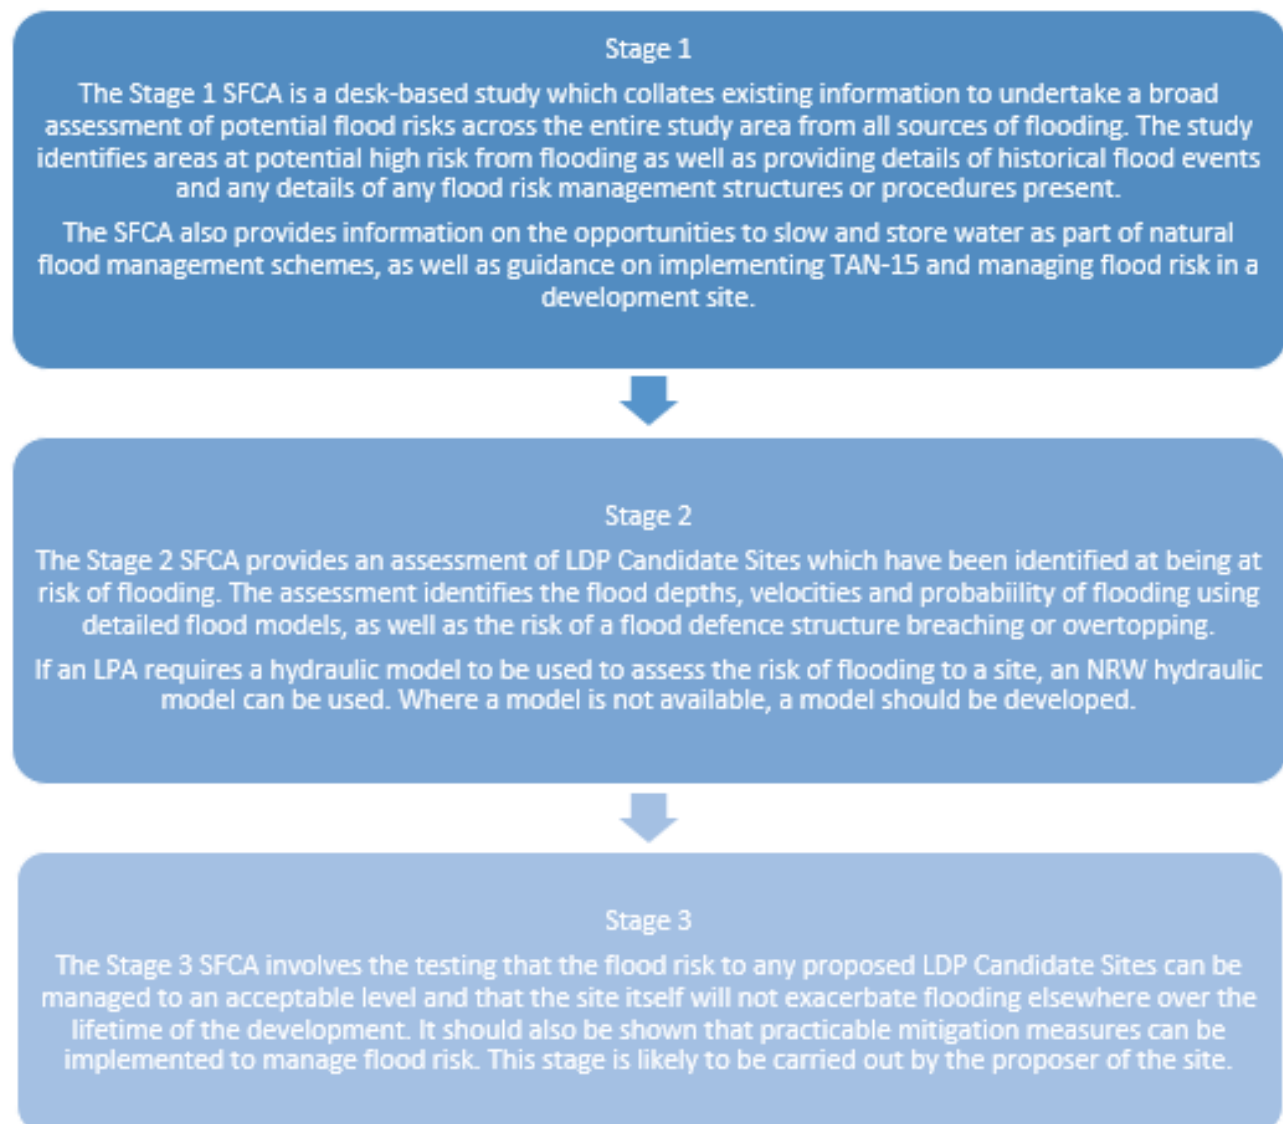 Stage 1
The Stage 1 SFCA is a desk-based study which collates existing information to undertake a broad
assessment of potential flood risks across the entire study area from all sources of flooding. The study
identifies areas at potential high risk from flooding as well as providing details of historical flood events
and any details of any flood risk management structures or procedures present.
The SFCA also provides information on the opportunities to slow and store water as part of natural
flood management schemes, as well as guidance on implementing TAN-15 and managing flood risk in a
development site.
Stage 2
The Stage 2 SFCA provides an assessment of LDP Candidate Sites which have been identified at being at
risk of flooding. The assessment identifies the flood depths, velocities and probabiility of flooding using
detailed flood models, as well as the risk of a flood defence structure breaching or overtopping.
If an LPA requires a hydraulic model to be used to assess the risk of flooding to a site, an NRW hydraulic
model can be used. Where a model is not available, a model should be developed.
Stage 3
The Stage 3 SFCA involves the testing that the flood risk to any proposed LDP Candidate Sites can be
managed to an acceptable level and that the site itself will not exacerbate flooding elsewhere over the
lifetime of the development. It should also be shown that practicable mitigation measures can be
implemented to manage flood risk. This stage is likely to be carried out by the proposer of the site.